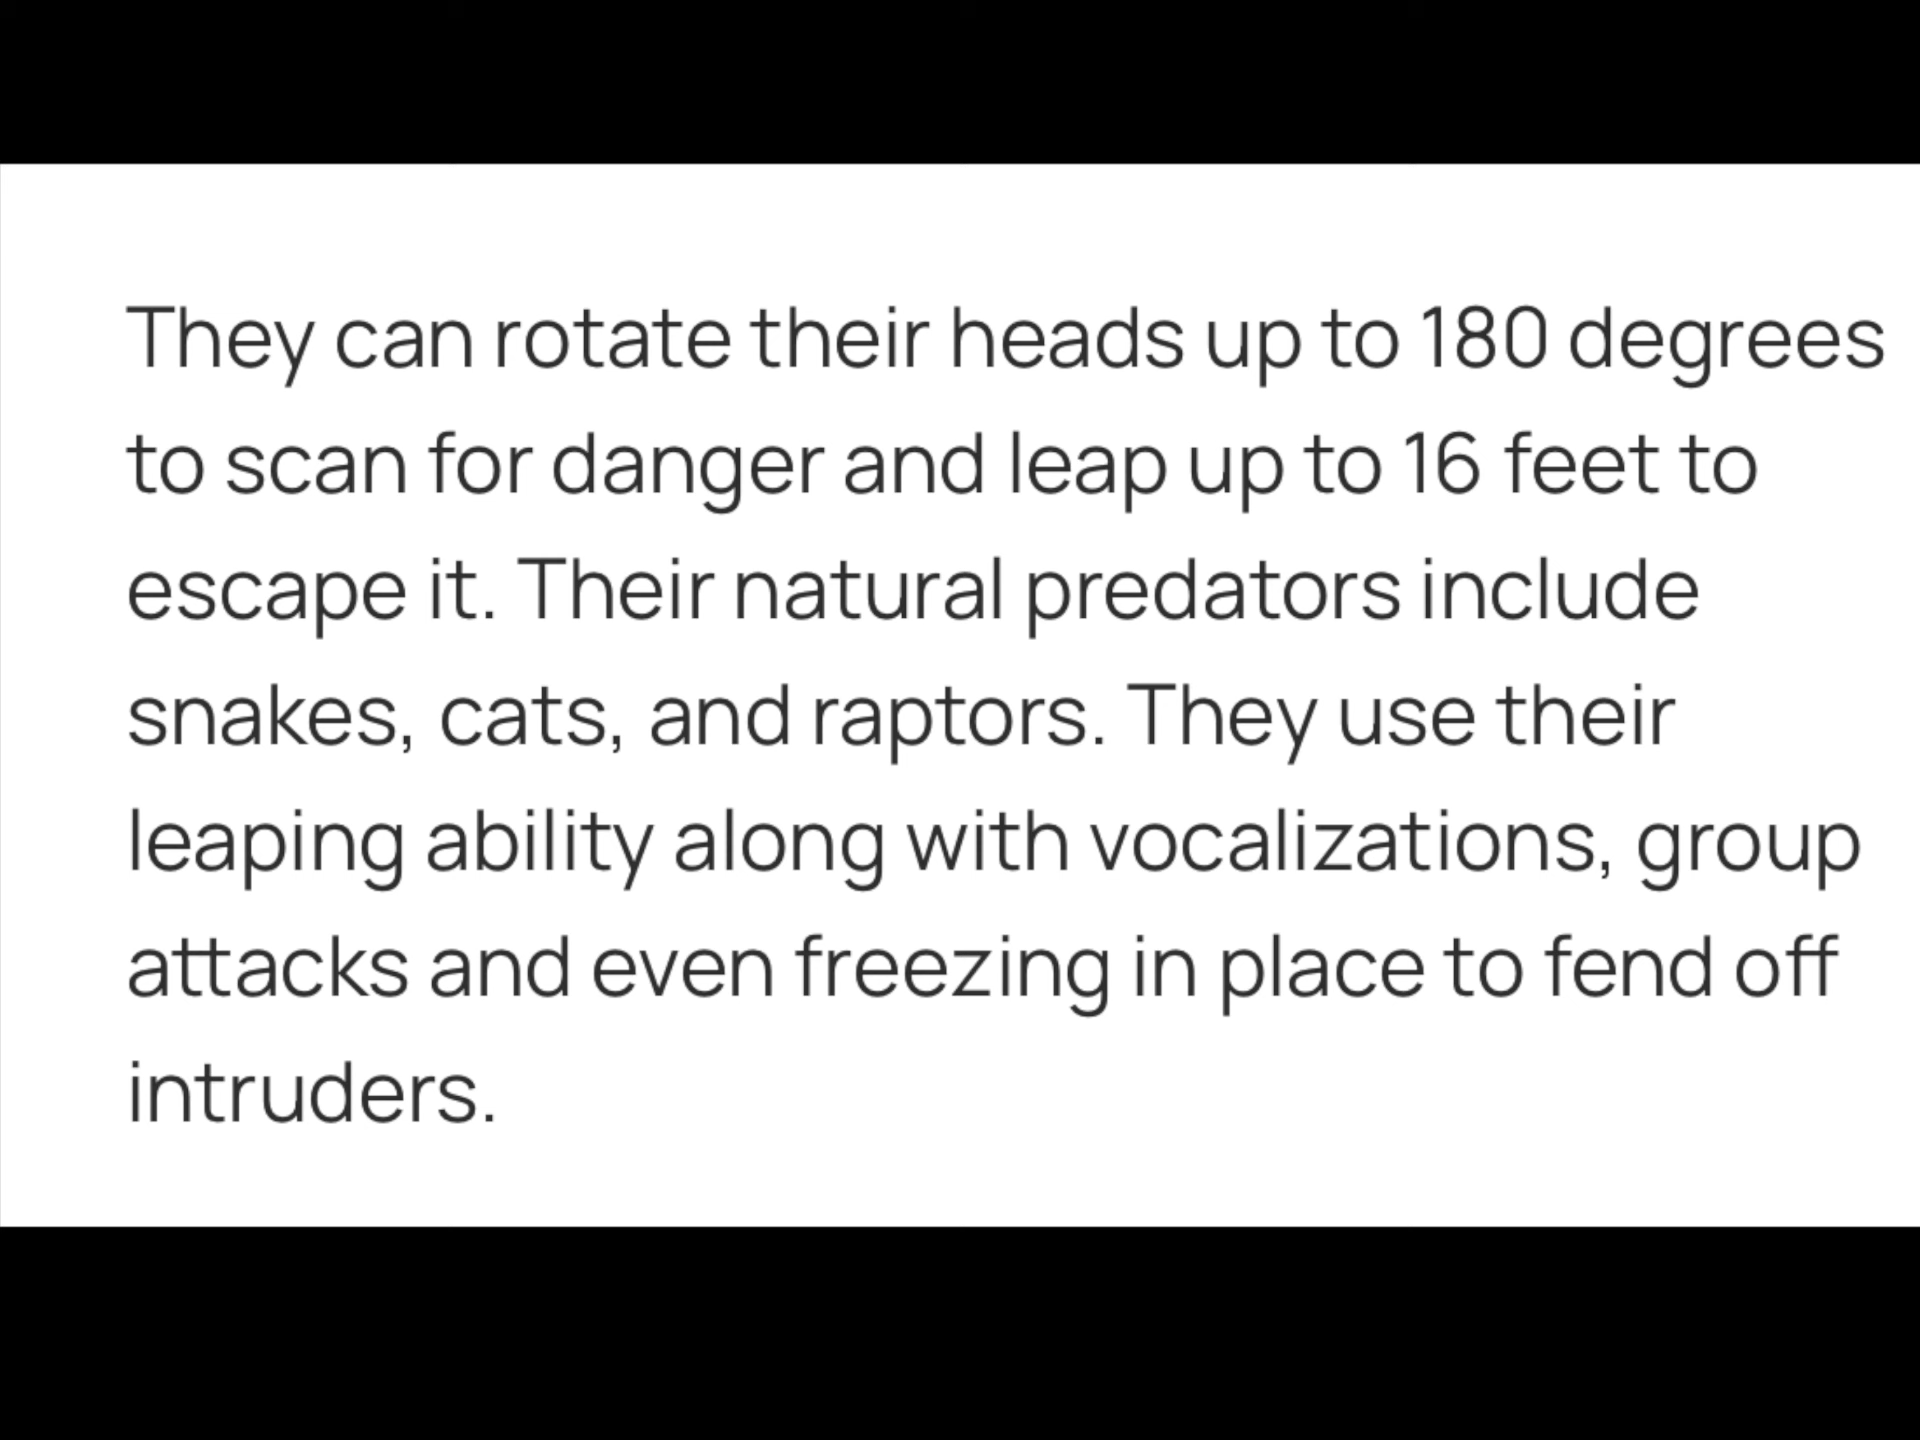 They can rotate their heads up to 180 degrees
to scan for danger and leap up to 16 feet to
escape it. Their natural predators include
snakes, cats, and raptors. They use their
leaping ability along with vocalizations, group
attacks and even freezing in place to fend off
intruders.